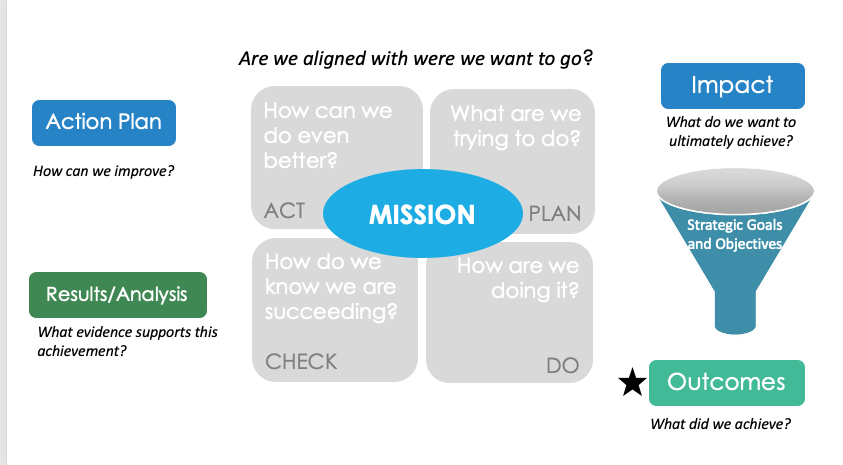 Are we aligned with were we want to go?
Action Plan
How can we improve?
How can we
do even
better?
ACT
What are we
trying to do?
PLAN
MISSION
How do we
know we are
succeeding?
CHECK
How are we
doing it?
DO
Results/Analysis
What evidence supports this
achievement?
Impact
What do we want to
ultimately achieve?
Strategic Goals
and Objectives
Outcomes
What did we achieve?